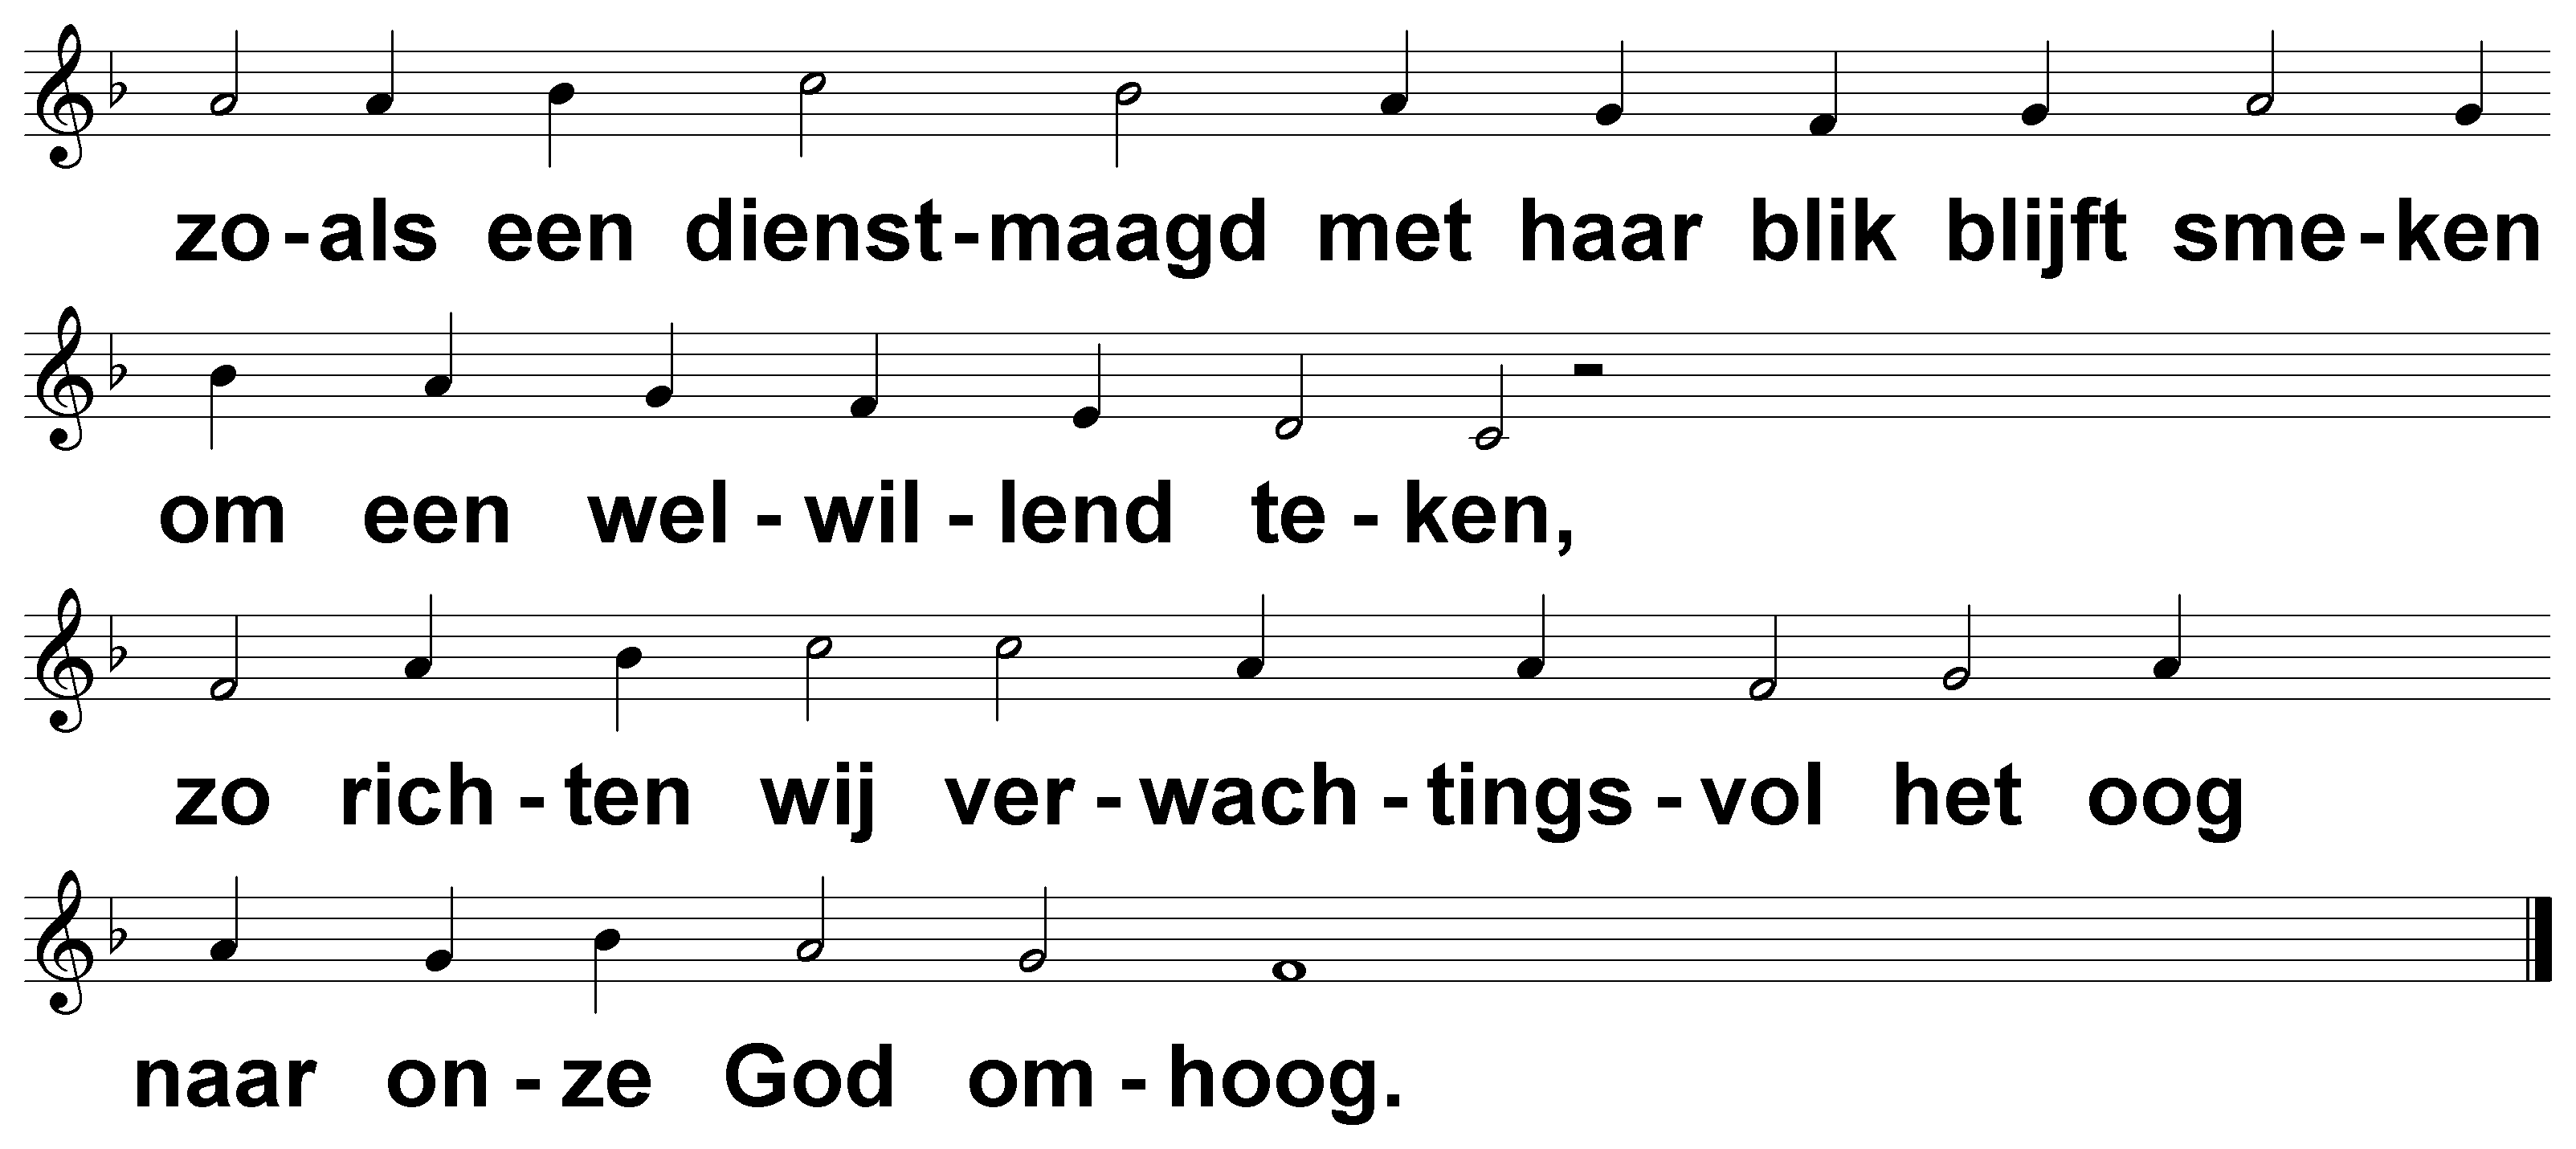 zo-als een dienst-maagd met haar blik blijft sme-ken
om een wel-wil-lend te-ken,
zo rich-ten wij ver-wach-tings-vol het oog
naar on-ze God om-hoog.